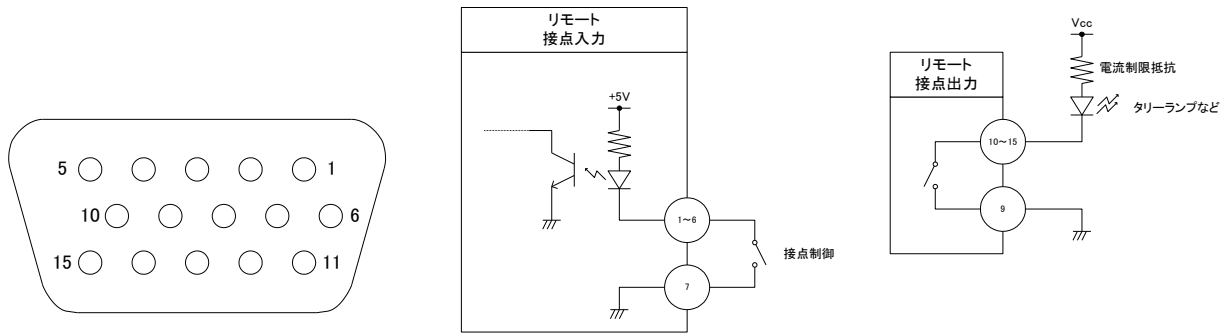 5
1
10
6
15
11
リモート
接点入力
+5V
1～6
7
接点制御
リモート
接点出力
Vcc
電流制限抵抗
タリーランプなど
10～15
9